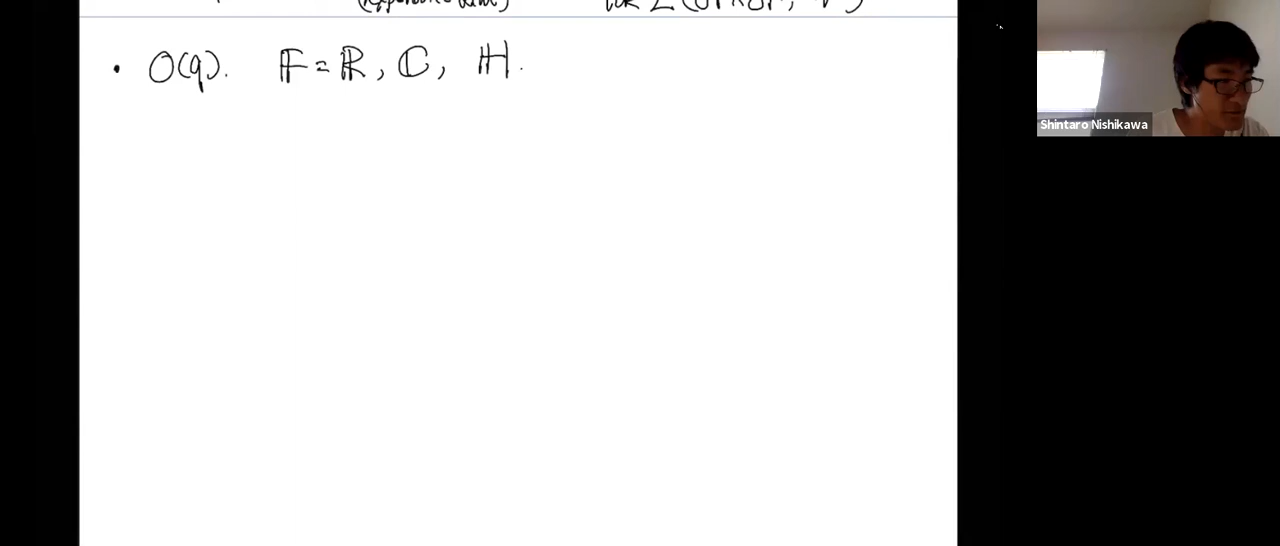 • O(q). 𝔽 = ℝ, ℂ, ℍ.
Shintaro Nishikawa